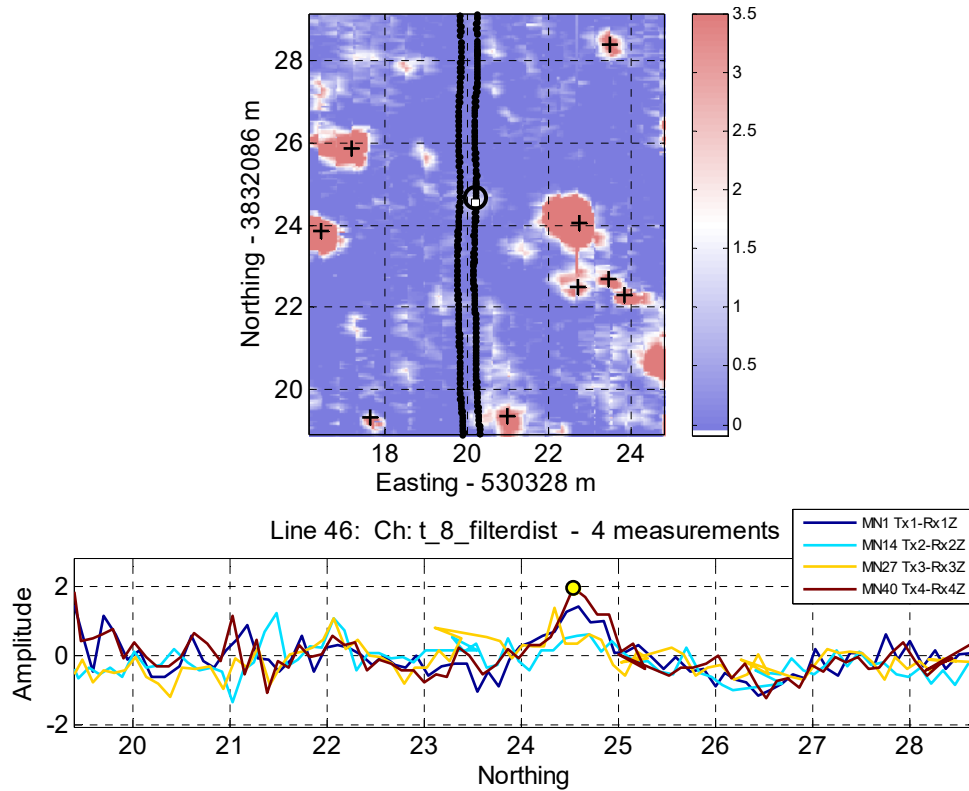 28
26
24
22
20
Northing - 3832086 m
18 20 22 24
Easting - 530328 m
3.5
3
2.5
2
1.5
1
0.5
0
Line 46: Ch: t_8_filterdist - 4 measurements
MN1 Tx1-Rx1Z
MN14 Tx2-Rx2Z
MN27 Tx3-Rx3Z
MN40 Tx4-Rx4Z
Amplitude
2
0
-2
20 21 22 23 24 25 26 27 28
Northing